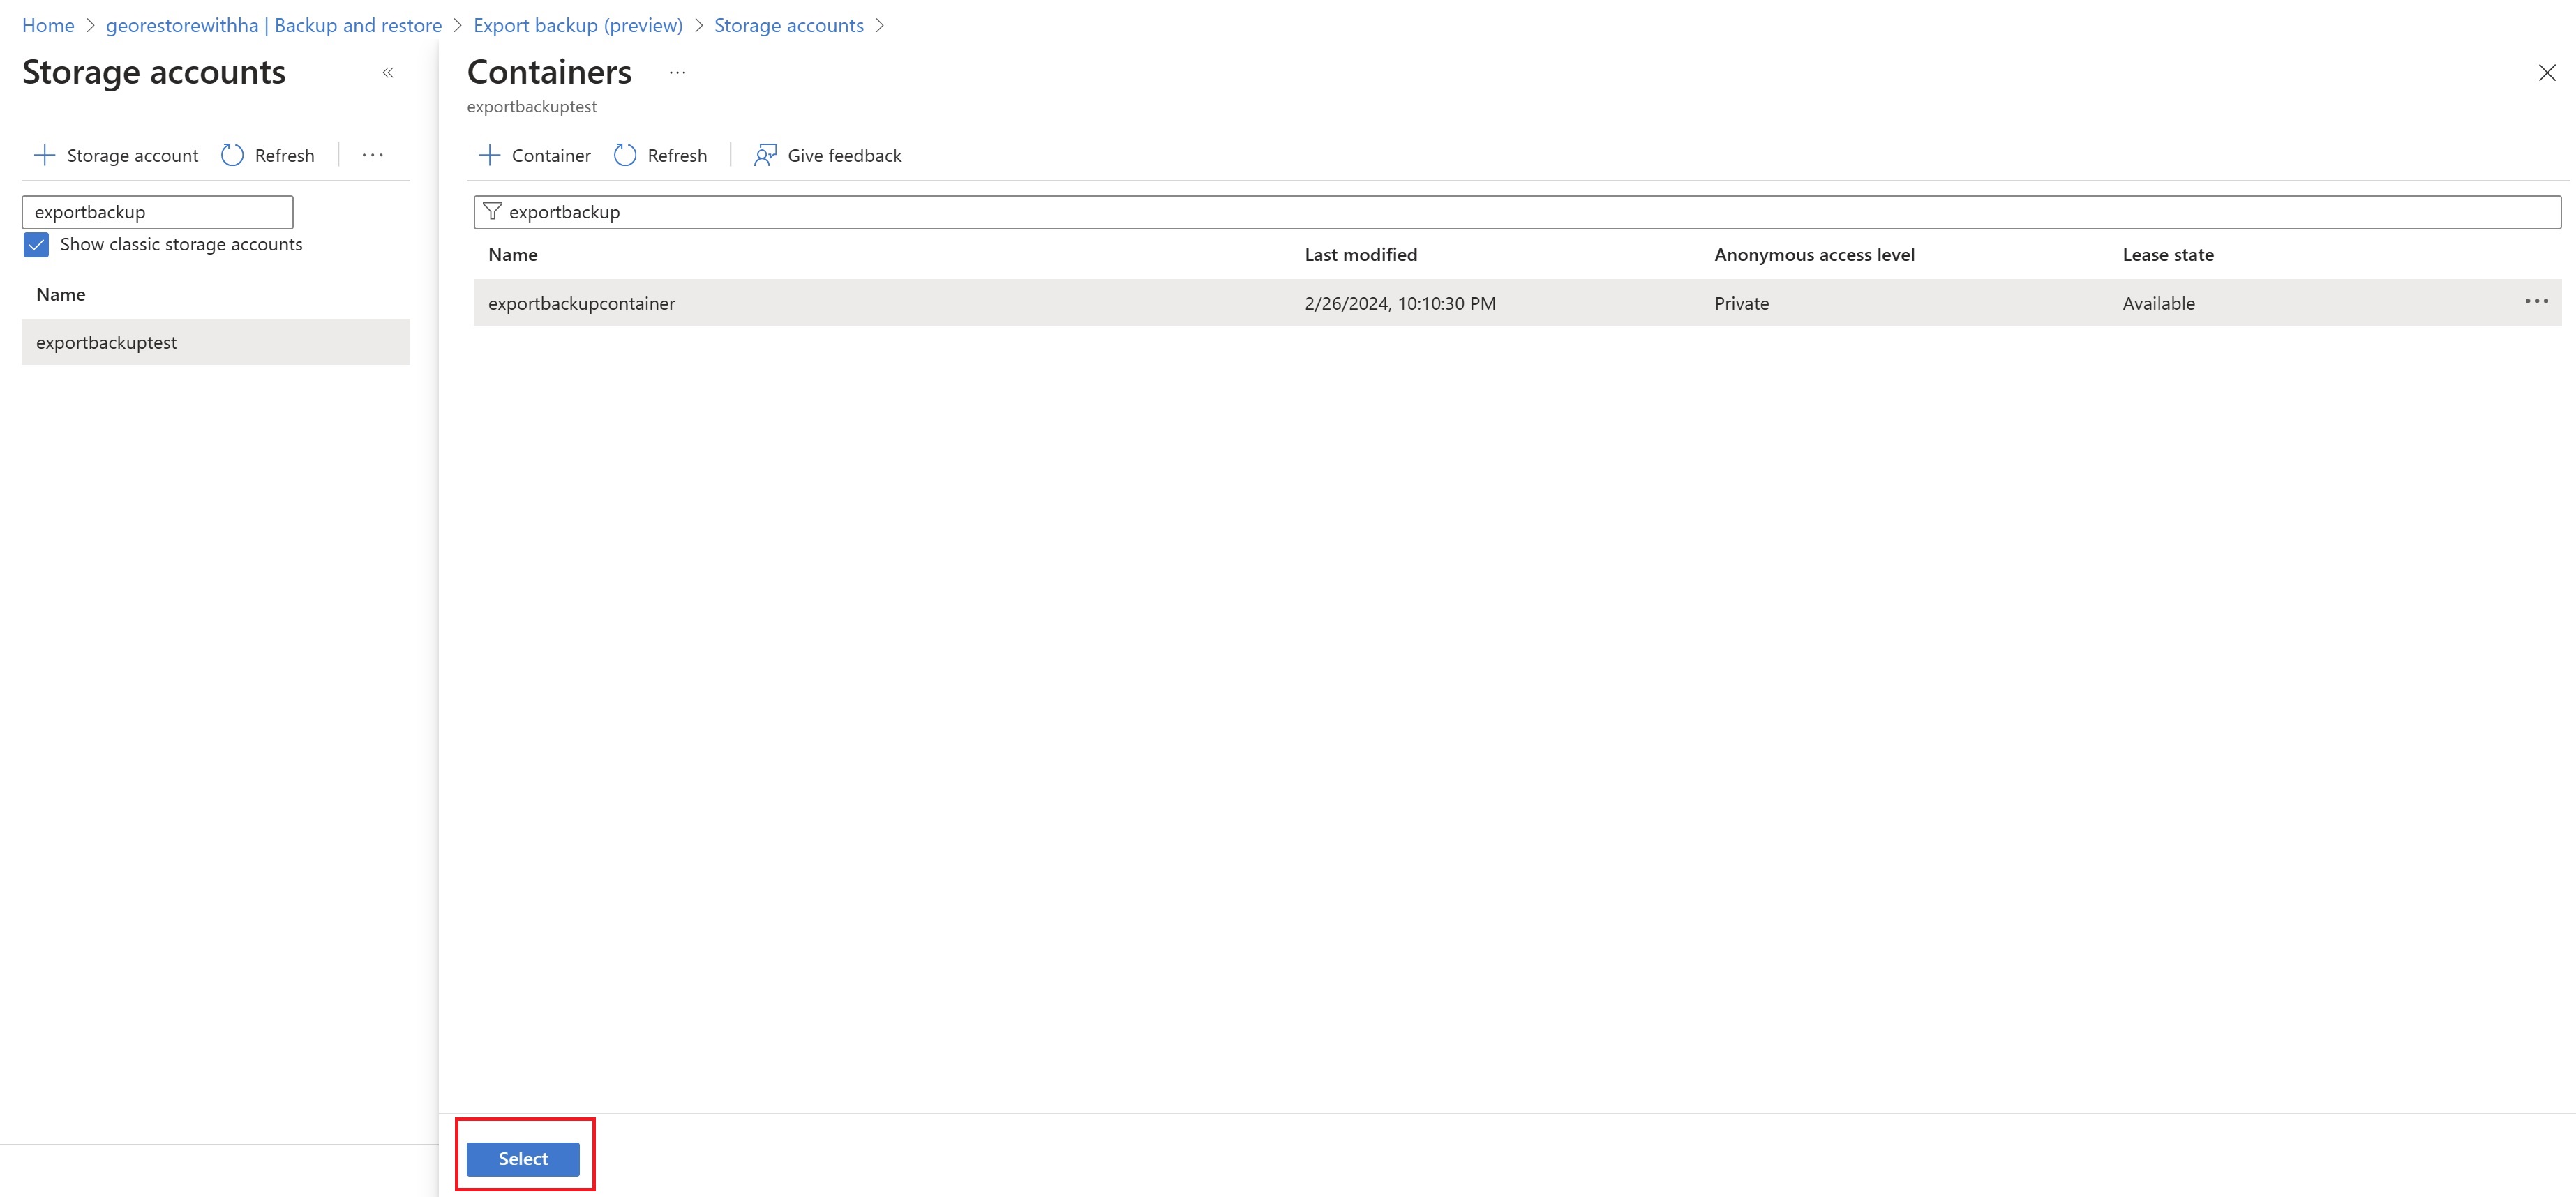 Home > georestorewithha | Backup and restore > Export backup (preview) > Storage accounts >
Storage accounts
Storage account Refresh
exportbackup
Show classic storage accounts
Name
exportbackuptest
Containers
exportbackuptest
Container Refresh Give feedback
exportbackup
Name Last modified Anonymous access level Lease state
exportbackupcontainer 2/26/2024, 10:10:30 PM Private Available
Select